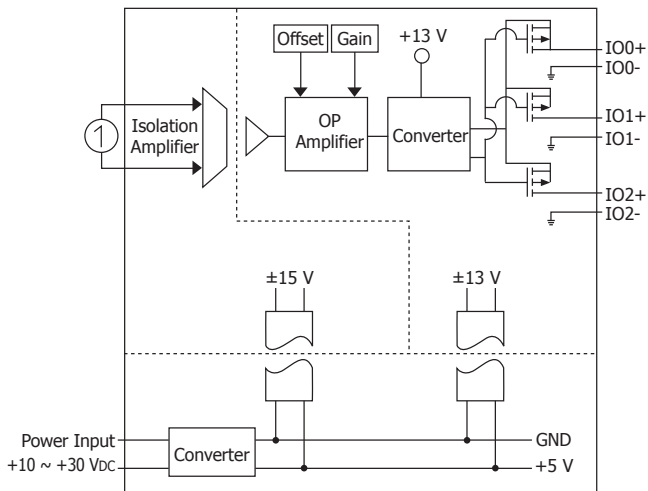 Offset
Gain
+13 V
IO0+
IO0-
1
Isolation
Amplifier
OP
Amplifier
Converter
IO1+
IO1-
IO2+
IO2-
±15 V
±13 V
Power Input
+10 ~ +30 VDC
Converter
GND
+5 V